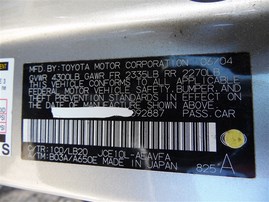 MFD. BY: TOYOTA MOTOR CORPORATION 04/04
GVWR 4300LB GAWR FR 2335LB RR 2270LB
THIS VEHICLE CONFORMS TO ALL APPLICABLE
FEDERAL MOTOR VEHICLE SAFETY, BUMPER, AND
THEFT PREVENTION STANDARDS IN EFFECT ON
THE DATE OF MANUFACTURE SHOWN ABOVE.
92887 PASS.CAR
C/TR: 1C0/LB20 JCE10L-AEAVFA
A/TM: B03A/A650E MADE IN JAPAN 825 A
S